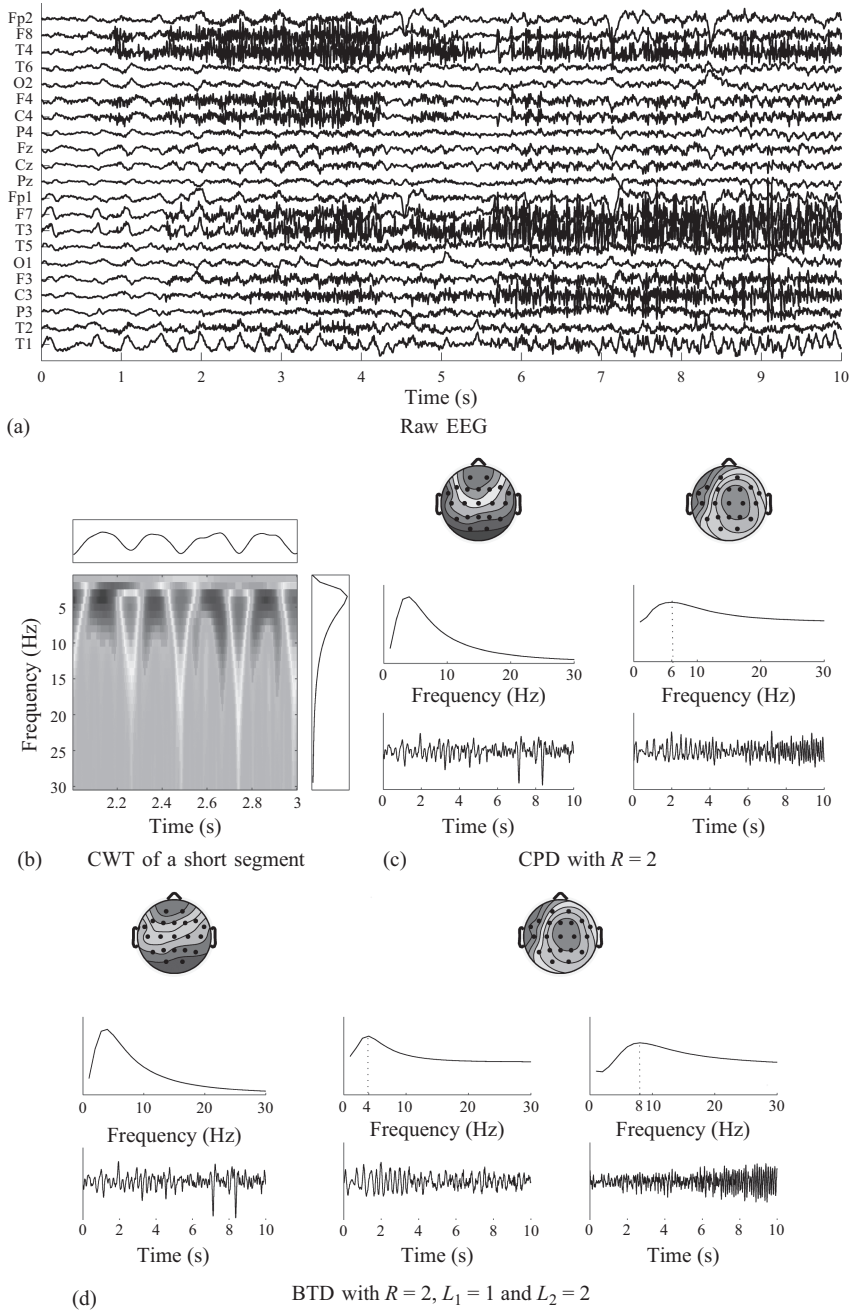 Fp2
F8
T4
T6
O2
F4
C4
P4
Fz
Cz
Pz
Fp1
F7
T3
T5
O1
F3
C3
P3
T2
T1
0 1 2 3 4 5 6 7 8 9 10
Time (s)
(a) Raw EEG
Frequency (Hz)
5
10
15
20
25
30
2.2 2.4 2.6 2.8 3
Time (s)
(b) CWT of a short segment
0 10 20 30
Frequency (Hz)
0 2 4 6 8 10
Time (s)
0 6 10 20 30
Frequency (Hz)
0 2 4 6 8 10
Time (s)
(c) CPD with R = 2
0 10 20 30
Frequency (Hz)
0 2 4 6 8 10
Time (s)
0 4 10 20 30
Frequency (Hz)
0 2 4 6 8 10
Time (s)
0 8 10 20 30
Frequency (Hz)
0 2 4 6 8 10
Time (s)
(d) BTD with R = 2, L₁ = 1 and L₂ = 2